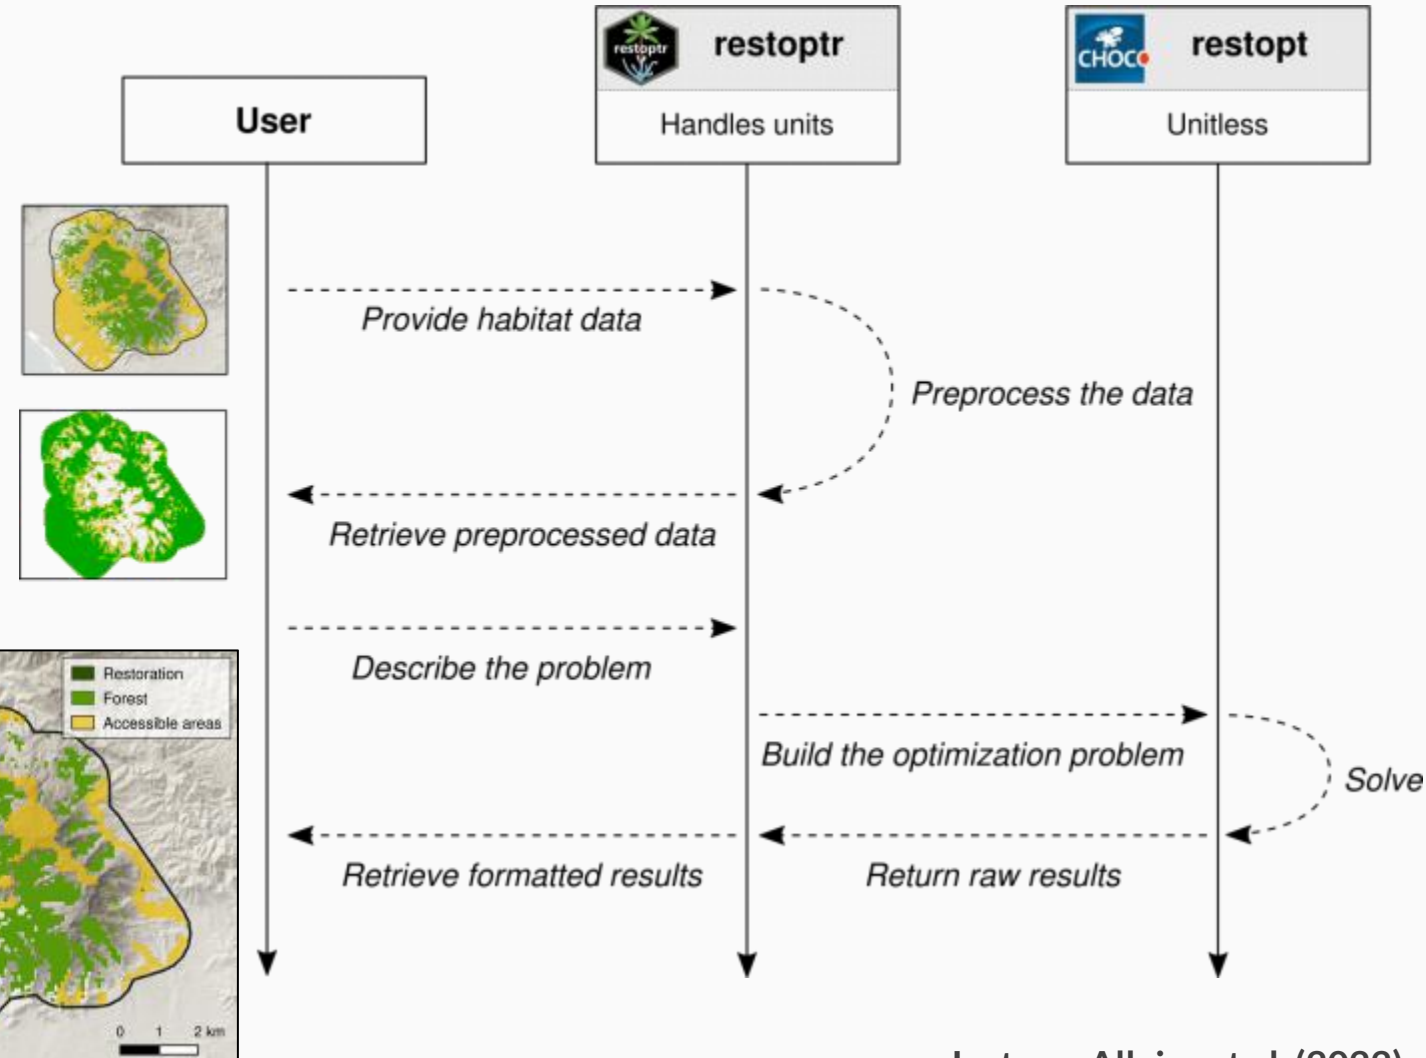 restoptr
restoptr
Handles units
CHOCO
restopt
Unitless
User
Provide habitat data
Preprocess the data
Retrieve preprocessed data
Describe the problem
Build the optimization problem
Solve
Retrieve formatted results
Return raw results
Restoration
Forest
Accessible areas
0 1 2 km